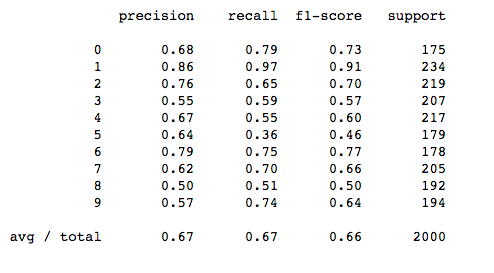 precision recall f1-score support
0 0.68 0.79 0.73 175
1 0.86 0.97 0.91 234
2 0.76 0.65 0.70 219
3 0.55 0.59 0.57 207
4 0.67 0.55 0.60 217
5 0.64 0.36 0.46 179
6 0.79 0.75 0.77 178
7 0.62 0.70 0.66 205
8 0.50 0.51 0.50 192
9 0.57 0.74 0.64 194
avg / total 0.67 0.67 0.66 2000